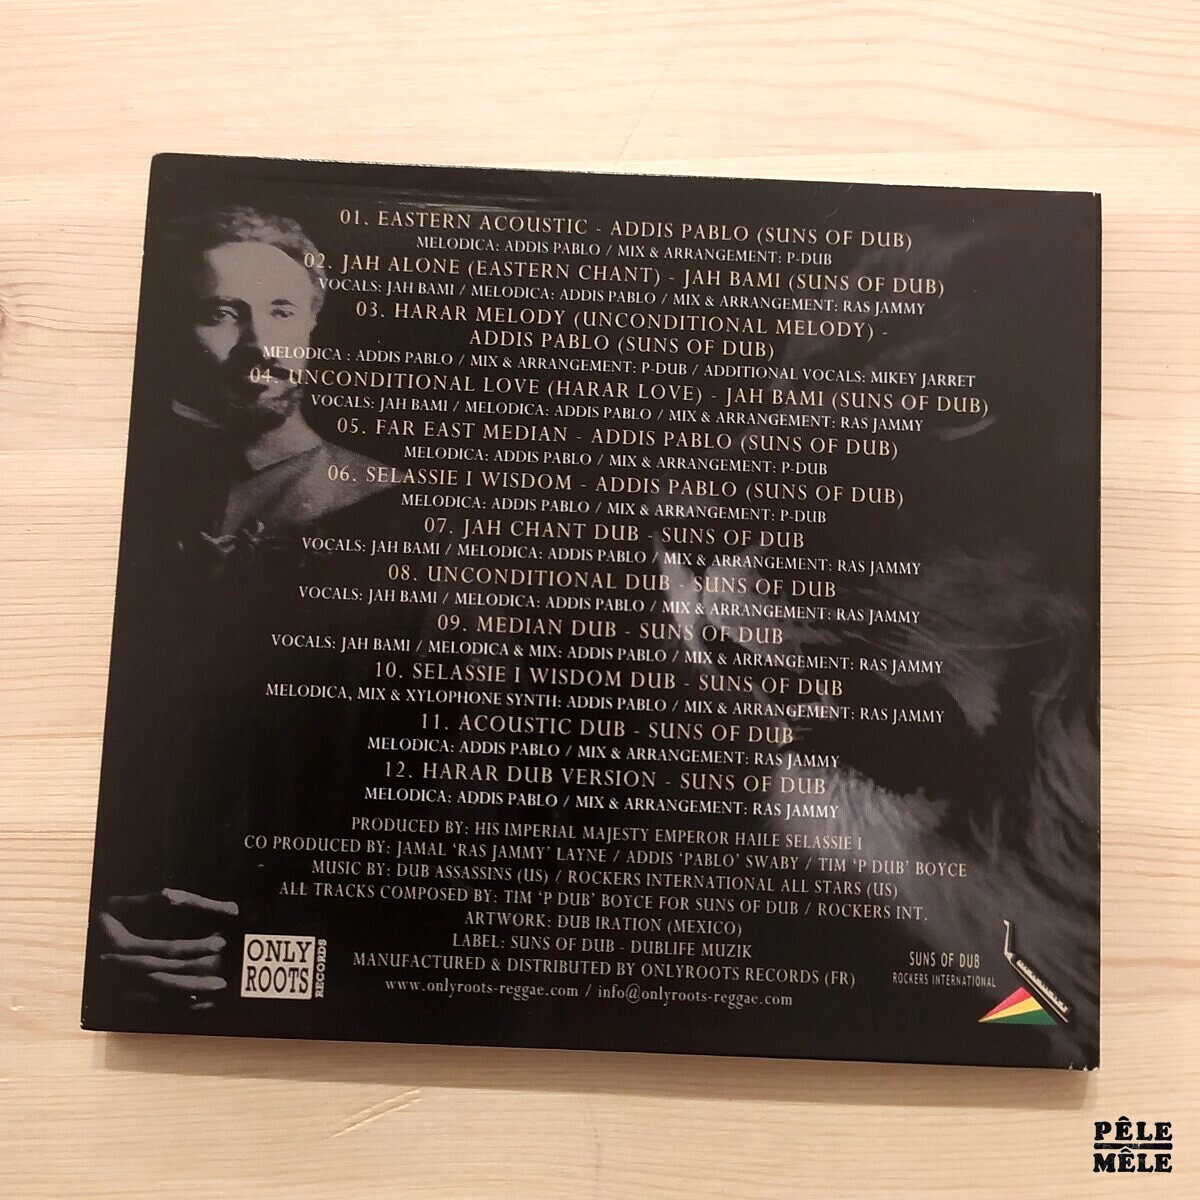 01. EASTERN ACOUSTIC - ADDIS PABLO (SUNS OF DUB)
MELODICA: ADDIS PABLO / MIX & ARRANGEMENT: P-DUB
02. JAH ALONE (EASTERN CHANT) - JAH BAMI (SUNS OF DUB)
VOCALS: JAH BAMI / MELODICA: ADDIS PABLO / MIX & ARRANGEMENT: RAS JAMMY
03. HARAR MELODY (UNCONDITIONAL MELODY) -
ADDIS PABLO (SUNS OF DUB)
MELODICA : ADDIS PABLO / MIX & ARRANGEMENT: P-DUB / ADDITIONAL VOCALS: MIKEY JARRET
04. UNCONDITIONAL LOVE (HARAR LOVE) - JAH BAMI (SUNS OF DUB)
VOCALS: JAH BAMI / MELODICA: ADDIS PABLO / MIX & ARRANGEMENT: RAS JAMMY
05. FAR EAST MEDIAN - ADDIS PABLO (SUNS OF DUB)
MELODICA: ADDIS PABLO / MIX & ARRANGEMENT: P-DUB
06. SELASSIE I WISDOM - ADDIS PABLO (SUNS OF DUB)
MELODICA: ADDIS PABLO / MIX & ARRANGEMENT: P-DUB
07. JAH CHANT DUB - SUNS OF DUB
VOCALS: JAH BAMI / MELODICA: ADDIS PABLO / MIX & ARRANGEMENT: RAS JAMMY
08. UNCONDITIONAL DUB - SUNS OF DUB
VOCALS: JAH BAMI / MELODICA: ADDIS PABLO / MIX & ARRANGEMENT: RAS JAMMY
09. MEDIAN DUB - SUNS OF DUB
VOCALS: JAH BAMI / MELODICA & MIX: ADDIS PABLO / MIX & ARRANGEMENT: RAS JAMMY
10. SELASSIE I WISDOM DUB - SUNS OF DUB
MELODICA, MIX & XYLOPHONE SYNTH: ADDIS PABLO / MIX & ARRANGEMENT: RAS JAMMY
11. ACOUSTIC DUB - SUNS OF DUB
MELODICA: ADDIS PABLO / MIX & ARRANGEMENT: RAS JAMMY
12. HARAR DUB VERSION - SUNS OF DUB
MELODICA: ADDIS PABLO / MIX & ARRANGEMENT: RAS JAMMY
PRODUCED BY: HIS IMPERIAL MAJESTY EMPEROR HAILE SELASSIE I
CO PRODUCED BY: JAMAL 'RAS JAMMY' LAYNE / ADDIS 'PABLO' SWABY / TIM 'P DUB' BOYCE
MUSIC BY: DUB ASSASSINS (US) / ROCKERS INTERNATIONAL ALL STARS (US)
ALL TRACKS COMPOSED BY: TIM 'P DUB' BOYCE FOR SUNS OF DUB / ROCKERS INT.
ARTWORK: DUB IRATION (MEXICO)
LABEL: SUNS OF DUB - DUBLIFE MUZIK
MANUFACTURED & DISTRIBUTED BY ONLYROOTS RECORDS (FR)
www.onlyroots-reggae.com / info@onlyroots-reggae.com
ONLY
ROOTS
RECORDS
SUNS OF DUB
ROCKERS INTERNATIONAL
PÊLE
MÊLE